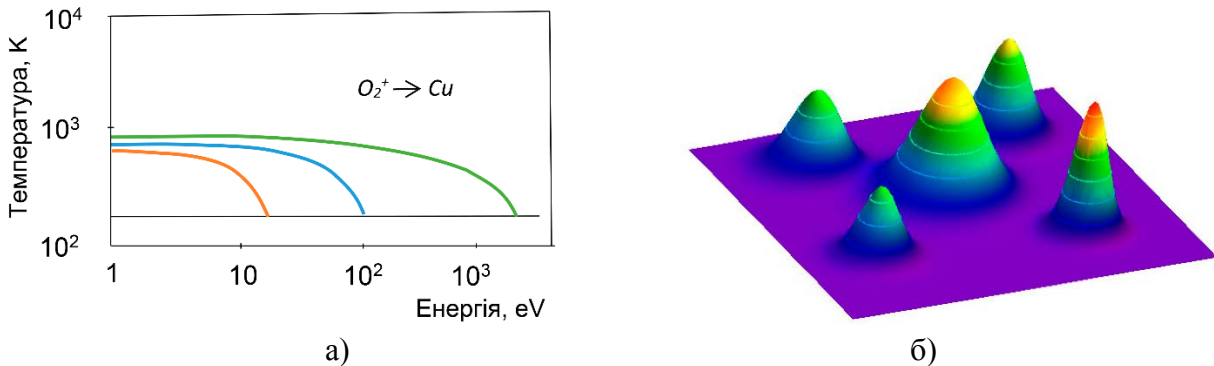 10⁴
Температура, К
O₂⁺ → Cu
10³
10²
1
10
10²
10³
Енергія, eV
а)
б)